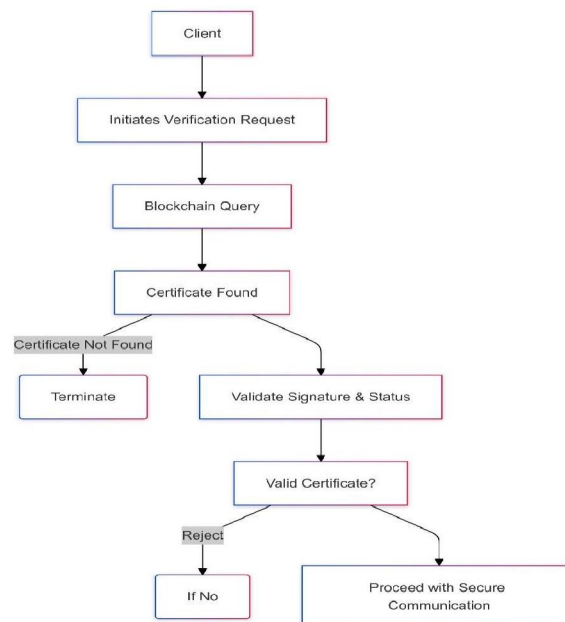 Client
Initiates Verification Request
Blockchain Query
Certificate Found
Certificate Not Found
Terminate
Validate Signature & Status
Valid Certificate?
Reject
If No
Proceed with Secure
Communication